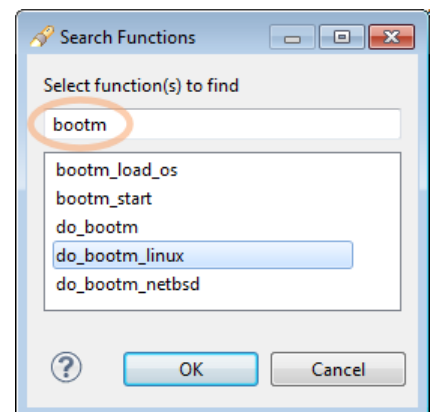 Search Functions
Select function(s) to find
bootm
bootm_load_os
bootm_start
do_bootm
do_bootm_linux
do_bootm_netbsd
? OK Cancel